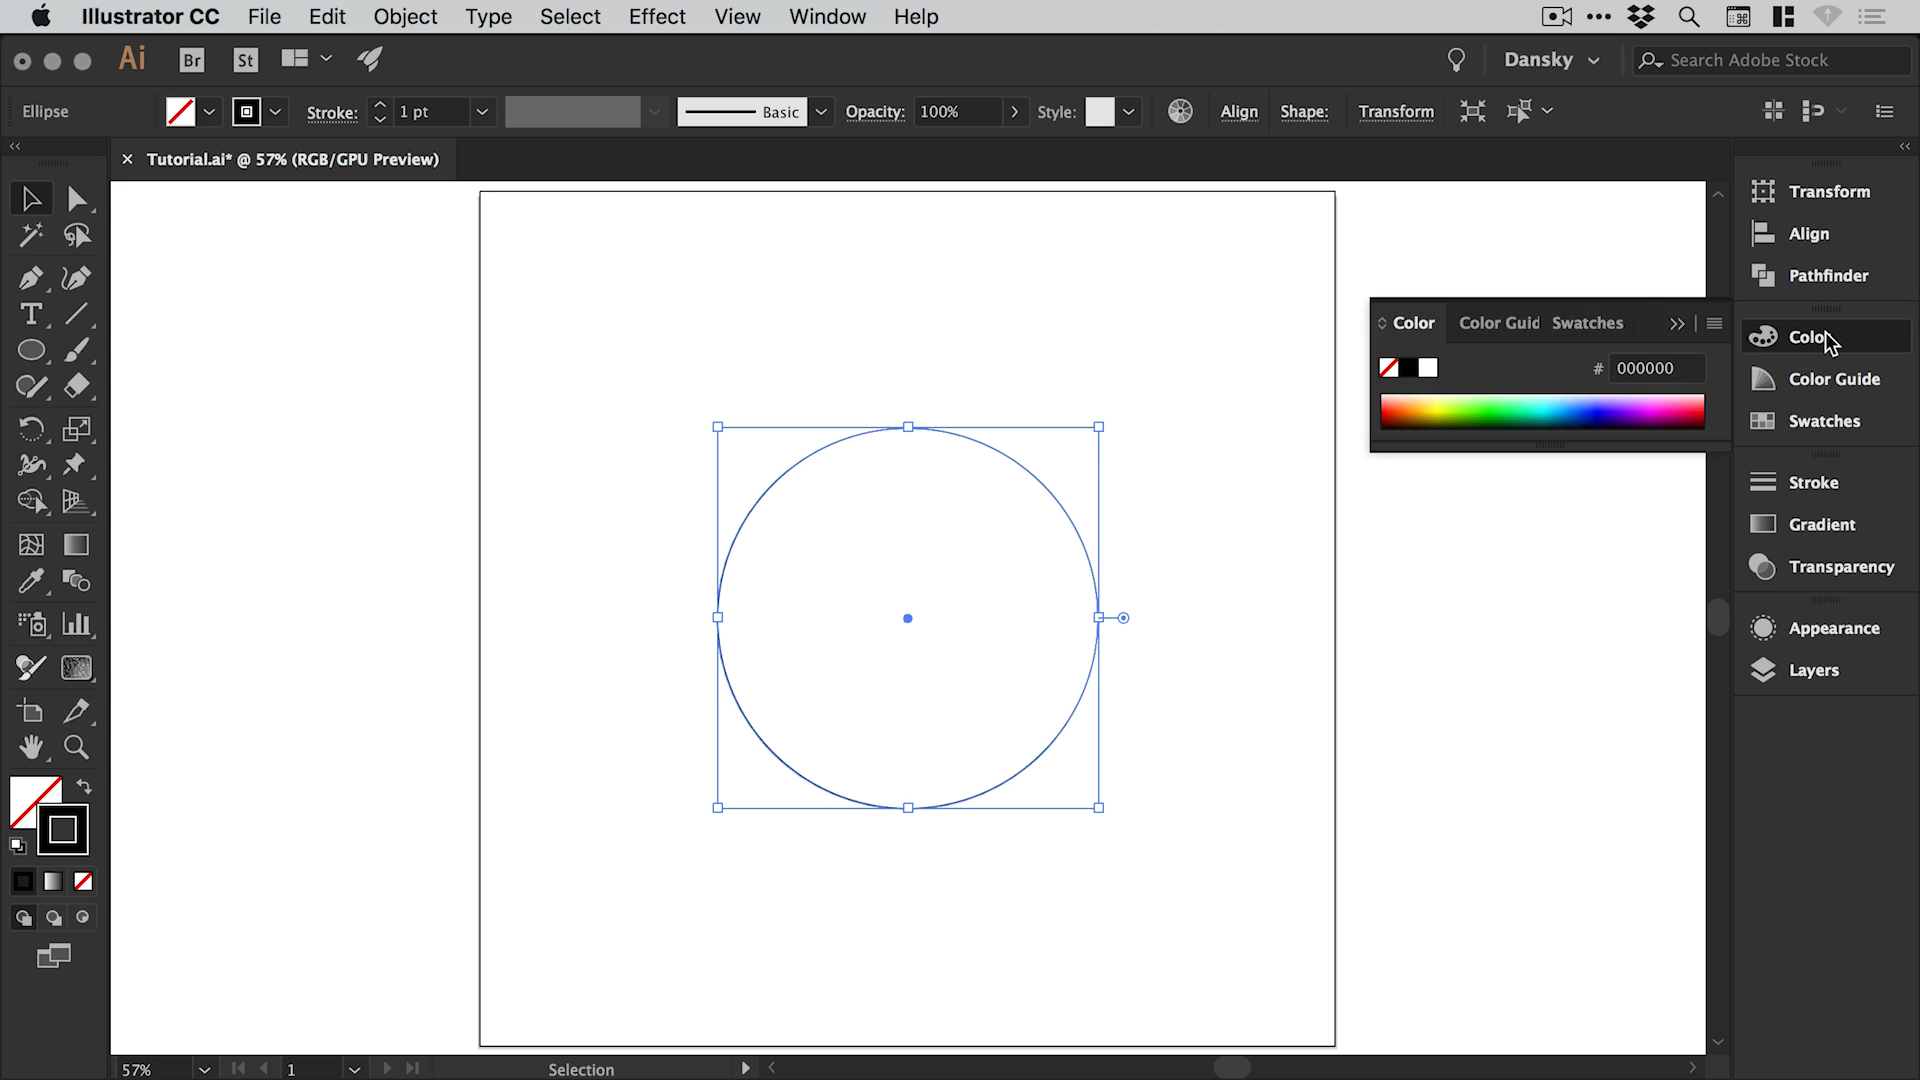 Illustrator CC File Edit Object Type Select Effect View Window Help
Ai Br St Dansky Search Adobe Stock
Ellipse Stroke: 1 pt Basic Opacity: 100% Style: Align Shape: Transform
× Tutorial.ai* @ 57% (RGB/GPU Preview)
Transform
Align
Pathfinder
Color Color Guid Swatches
# 000000
Color
Color Guide
Swatches
Stroke
Gradient
Transparency
Appearance
Layers
57% 1 Selection